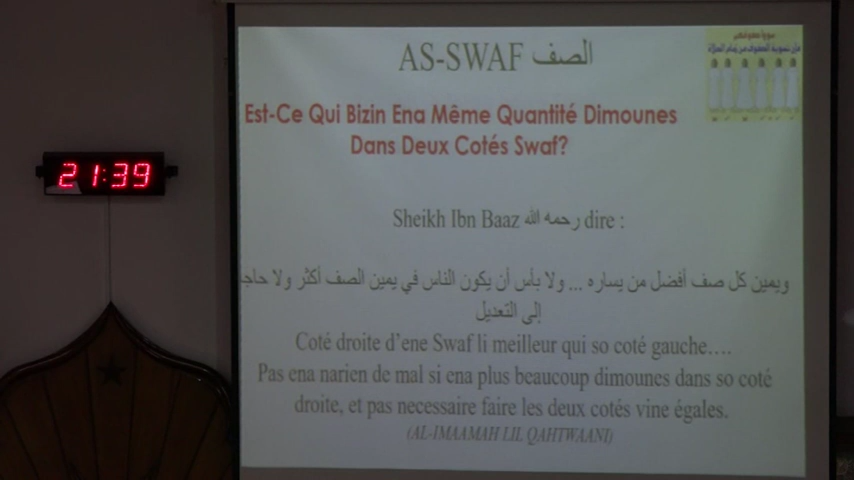 AS-SWAF الصف
Est-Ce Qui Bizin Ena Même Quantité Dimounes
Dans Deux Cotés Swaf?
21:39
Sheikh Ibn Baaz رحمه الله dire :
ويمين كل صف أفضل من يساره ... ولا بأس أن يكون الناس في يمين الصف أكثر ولا حاجة
إلى التعديل
Coté droite d'ene Swaf li meilleur qui so coté gauche….
Pas ena narien de mal si ena plus beaucoup dimounes dans so coté
droite, et pas necessaire faire les deux cotés vine égales.
(AL-IMAAMAH LIL QAHTWAANI)